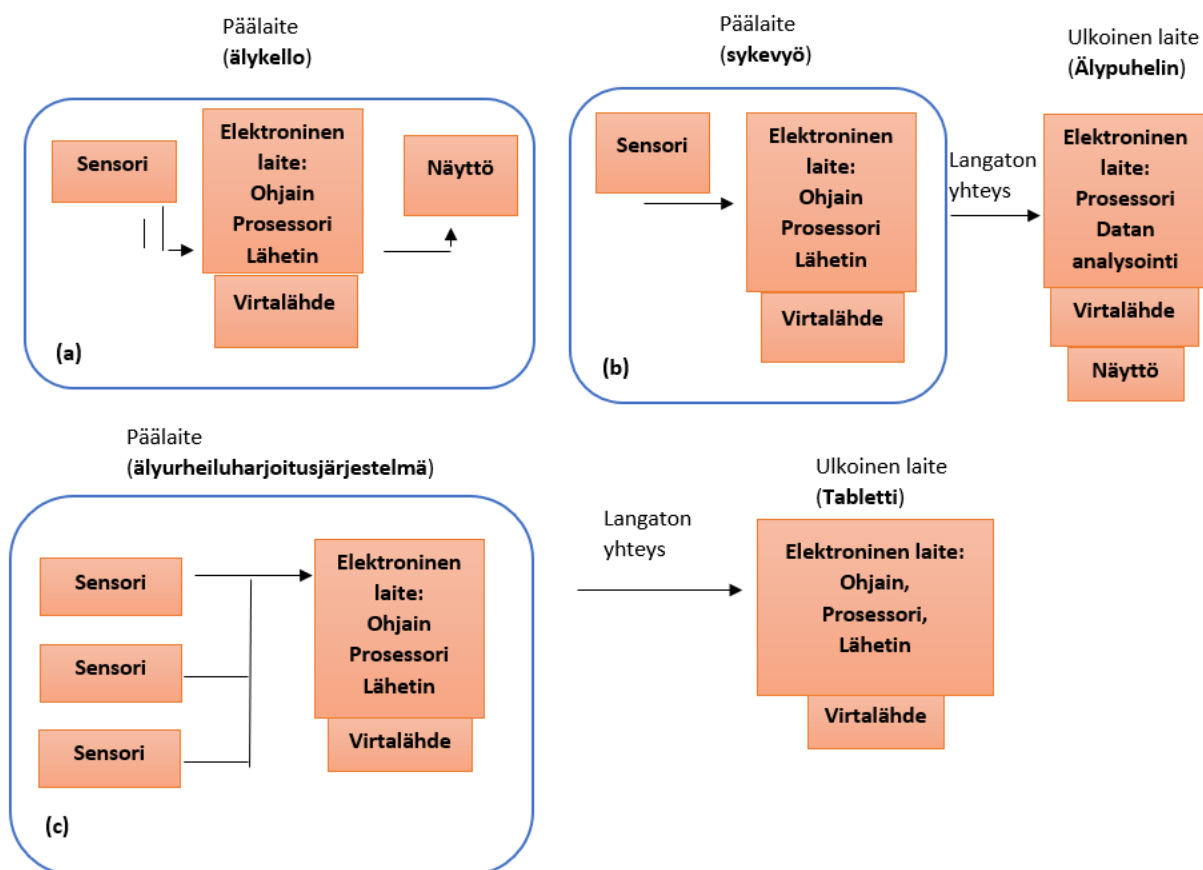 Päälaite
(älykello)
Sensori
Elektroninen
laite:
Ohjain
Prosessori
Lähetin
Virtalähde
Näyttö
(a)
Päälaite
(sykevyö)
Sensori
Elektroninen
laite:
Ohjain
Prosessori
Lähetin
Virtalähde
(b)
Langaton
yhteys
Ulkoinen laite
(Älypuhelin)
Elektroninen
laite:
Prosessori
Datan
analysointi
Virtalähde
Näyttö
Päälaite
(älyurheiluharjoitusjärjestelmä)
Sensori
Sensori
Sensori
Elektroninen
laite:
Ohjain
Prosessori
Lähetin
Virtalähde
(c)
Langaton
yhteys
Ulkoinen laite
(Tabletti)
Elektroninen laite:
Ohjain,
Prosessori,
Lähetin
Virtalähde